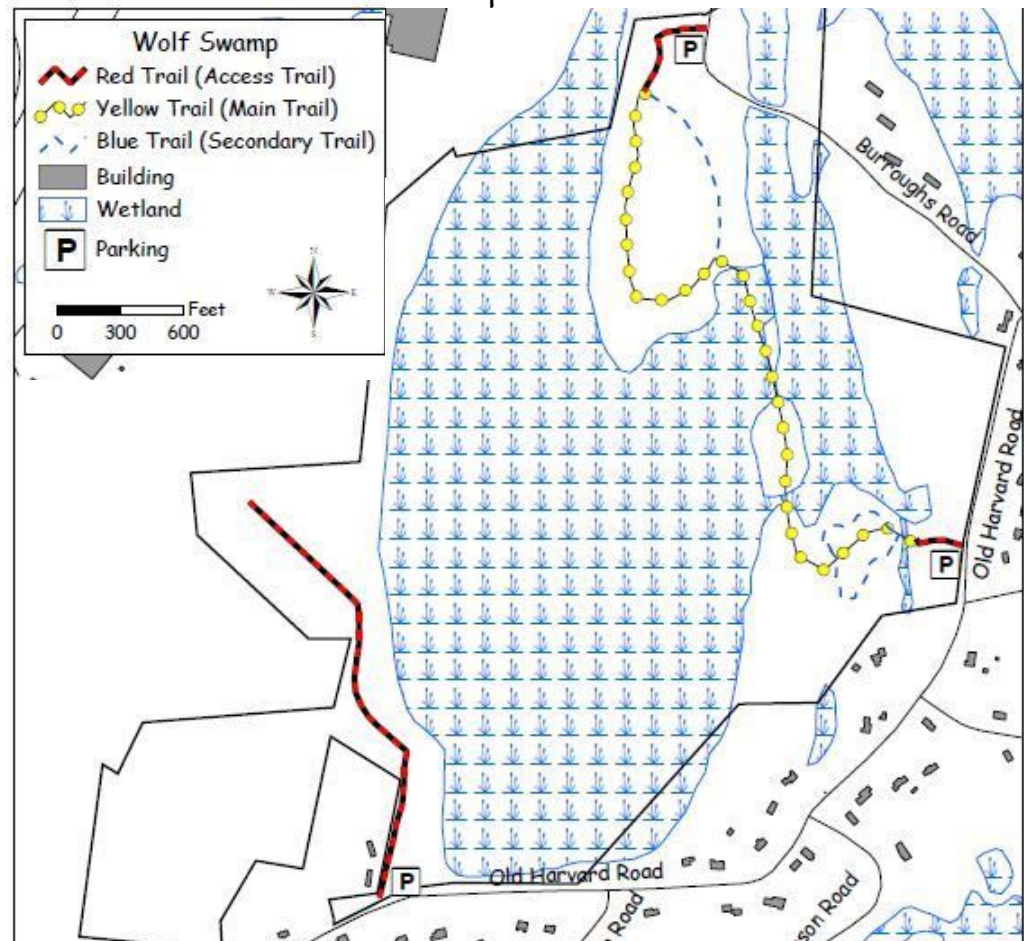 Wolf Swamp
Red Trail (Access Trail)
Yellow Trail (Main Trail)
Blue Trail (Secondary Trail)
Building
Wetland
P Parking
N
W E
S
Feet
0 300 600
P
Burroughs Road
Old Harvard Road
P
P
Old Harvard Road
Road
son Road